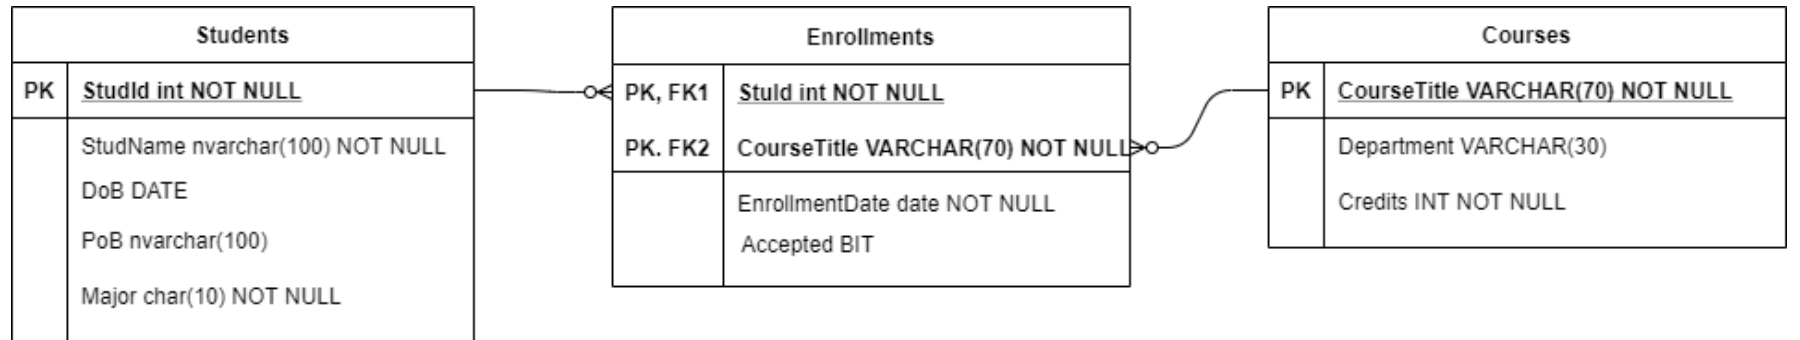 Students
PK StudId int NOT NULL
StudName nvarchar(100) NOT NULL
DoB DATE
PoB nvarchar(100)
Major char(10) NOT NULL
Enrollments
PK, FK1 StuId int NOT NULL
PK. FK2 CourseTitle VARCHAR(70) NOT NULL
EnrollmentDate date NOT NULL
Accepted BIT
Courses
PK CourseTitle VARCHAR(70) NOT NULL
Department VARCHAR(30)
Credits INT NOT NULL